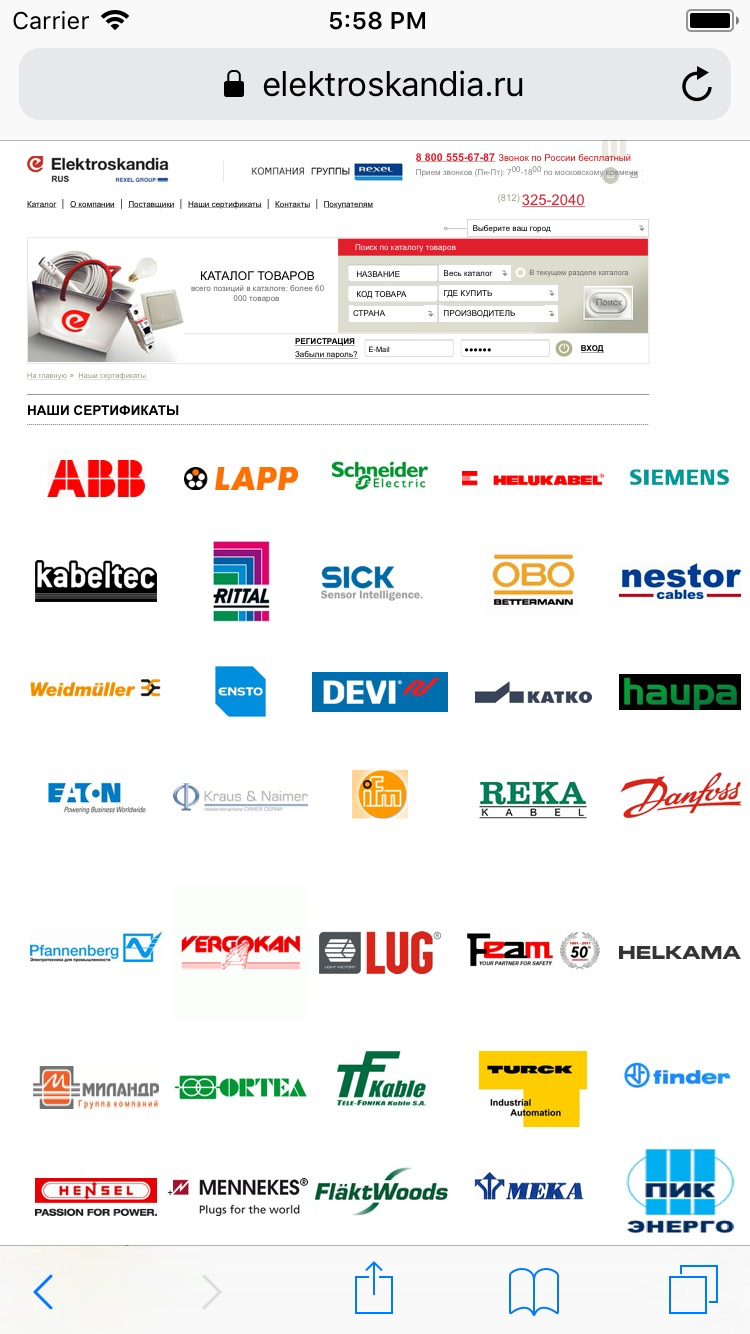 Carrier 5:58 PM
elektroskandia.ru
Elektroskandia
RUS REXEL GROUP
КОМПАНИЯ ГРУППЫ REXEL
8 800 555-67-87 Звонок по России бесплатный
Прием звонков (Пн-Пт): 7⁰⁰-18⁰⁰ по московскому времени
Каталог | О компании | Поставщики | Наши сертификаты | Контакты | Покупателям
(812) 325-2040
Выберите ваш город
Поиск по каталогу товаров
КАТАЛОГ ТОВАРОВ
всего позиций в каталоге: более 60
000 товаров
НАЗВАНИЕ Весь каталог В текущем разделе каталога
КОД ТОВАРА ГДЕ КУПИТЬ Поиск
СТРАНА ПРОИЗВОДИТЕЛЬ
РЕГИСТРАЦИЯ
Забыли пароль? E-Mail •••••• ВХОД
На главную » Наши сертификаты
НАШИ СЕРТИФИКАТЫ
ABB LAPP Schneider Electric HELUKABEL® SIEMENS
kabeltec RITTAL SICK Sensor Intelligence. OBO BETTERMANN nestor cables
Weidmüller ENSTO DEVI® KATKO haupa
EATON Powering Business Worldwide Kraus & Naimer переключатели СИНЕЙ СЕРИИ ifm REKA KABEL Danfoss
Pfannenberg Электротехника для промышленности VERGOKAN LUG® LIGHT FACTORY Feam YOUR PARTNER FOR SAFETY 50 HELKAMA
МИЛАНДР Группа компаний ORTEA TF Kable TELE-FONIKA Kable S.A. TURCK Industrial Automation finder
HENSEL PASSION FOR POWER. MENNEKES® Plugs for the world FläktWoods MEKA ПИК ЭНЕРГО